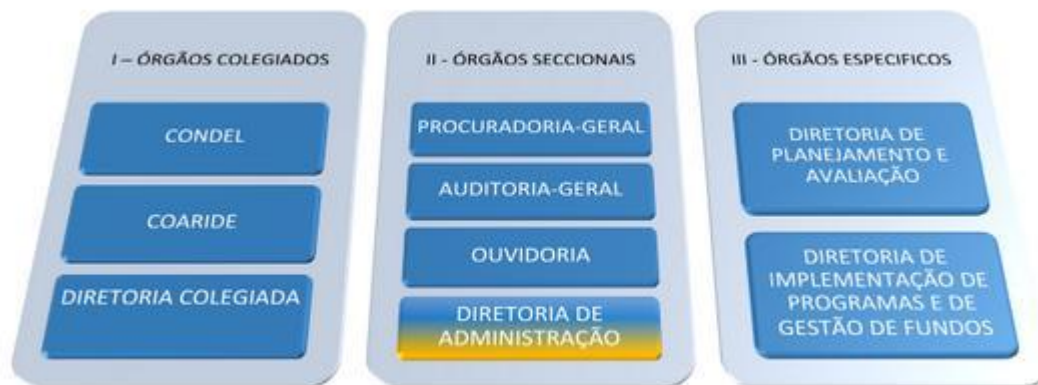 I – ÓRGÃOS COLEGIADOS
CONDEL
COARIDE
DIRETORIA COLEGIADA
II - ÓRGÃOS SECCIONAIS
PROCURADORIA-GERAL
AUDITORIA-GERAL
OUVIDORIA
DIRETORIA DE
ADMINISTRAÇÃO
III - ÓRGÃOS ESPECIFICOS
DIRETORIA DE
PLANEJAMENTO E
AVALIAÇÃO
DIRETORIA DE
IMPLEMENTAÇÃO DE
PROGRAMAS E DE
GESTÃO DE FUNDOS